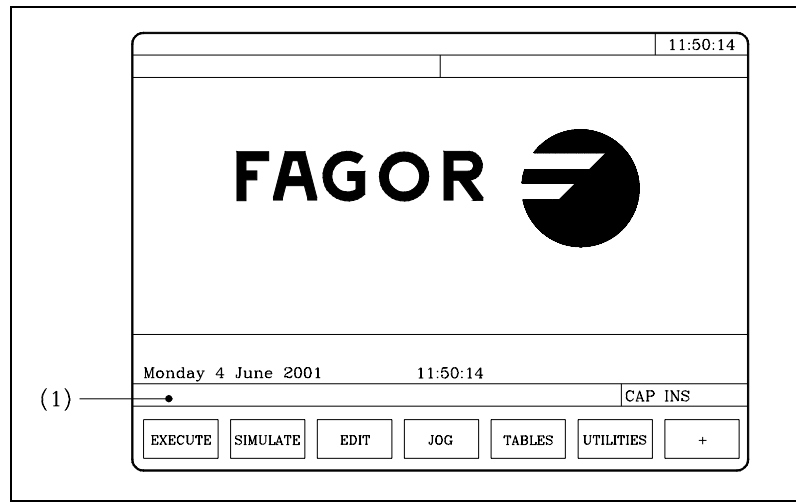 11:50:14
FAGOR
Monday 4 June 2001 11:50:14
(1) CAP INS
EXECUTE SIMULATE EDIT JOG TABLES UTILITIES +